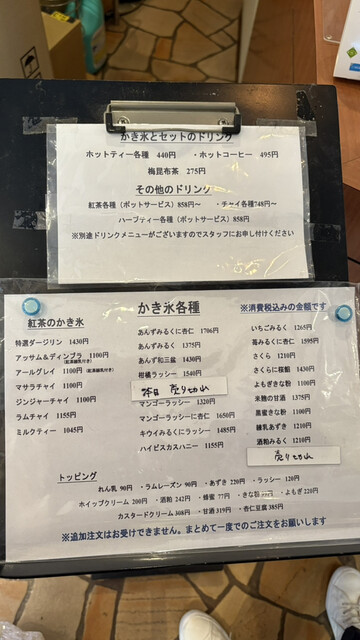 かき氷とセットのドリンク
ホットティー各種 440円 ・ホットコーヒー 495円
梅昆布茶 275円
その他のドリンク
紅茶各種（ポットサービス）858円～ ・チャイ各種748円～
ハーブティー各種（ポットサービス）858円
※別途ドリンクメニューがございますのでスタッフにお申し付けください
かき氷各種
※消費税込みの金額です
紅茶のかき氷
特選ダージリン 1430円
アッサム＆ディンブラ 1100円
アールグレイ 1100円
マサラチャイ 1100円
ジンジャーチャイ 1100円
ラムチャイ 1155円
ミルクティー 1045円
あんずみるくに杏仁 1706円
あんずみるく 1375円
あんず和三盆 1430円
柑橘ラッシー 1540円
本日 売り切れ
マンゴーラッシー 1320円
マンゴーラッシーに杏仁 1650円
キウイみるくラッシー 1485円
ハイビスカスハニー 1155円
いちごみるく 1265円
苺みるくに杏仁 1595円
さくら 1210円
さくらに桜餡 1430円
よもぎきな粉 1100円
米麹の甘酒 1375円
黒蜜きな粉 1100円
練乳あずき 1210円
酒粕みるく 1210円
売り切れ
トッピング
れん乳 90円 ・ラムレーズン 90円 ・あずき 220円 ・ラッシー 120円
ホイップクリーム 200円 ・酒粕 242円 ・蜂蜜 77円 ・きな粉 ・よもぎ 220円
カスタードクリーム 308円 ・甘酒 319円 ・杏仁豆腐 385円
※追加注文はお受けできません。まとめて一度でのご注文をお願いします